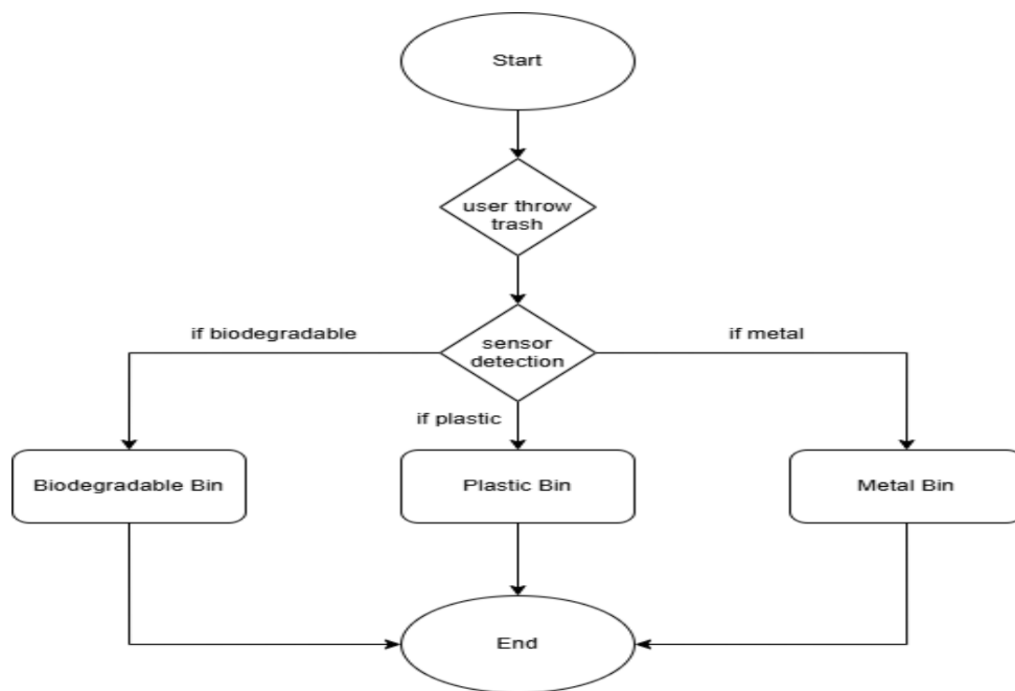 Start
user throw
trash
if biodegradable
sensor
detection
if metal
if plastic
Biodegradable Bin
Plastic Bin
Metal Bin
End